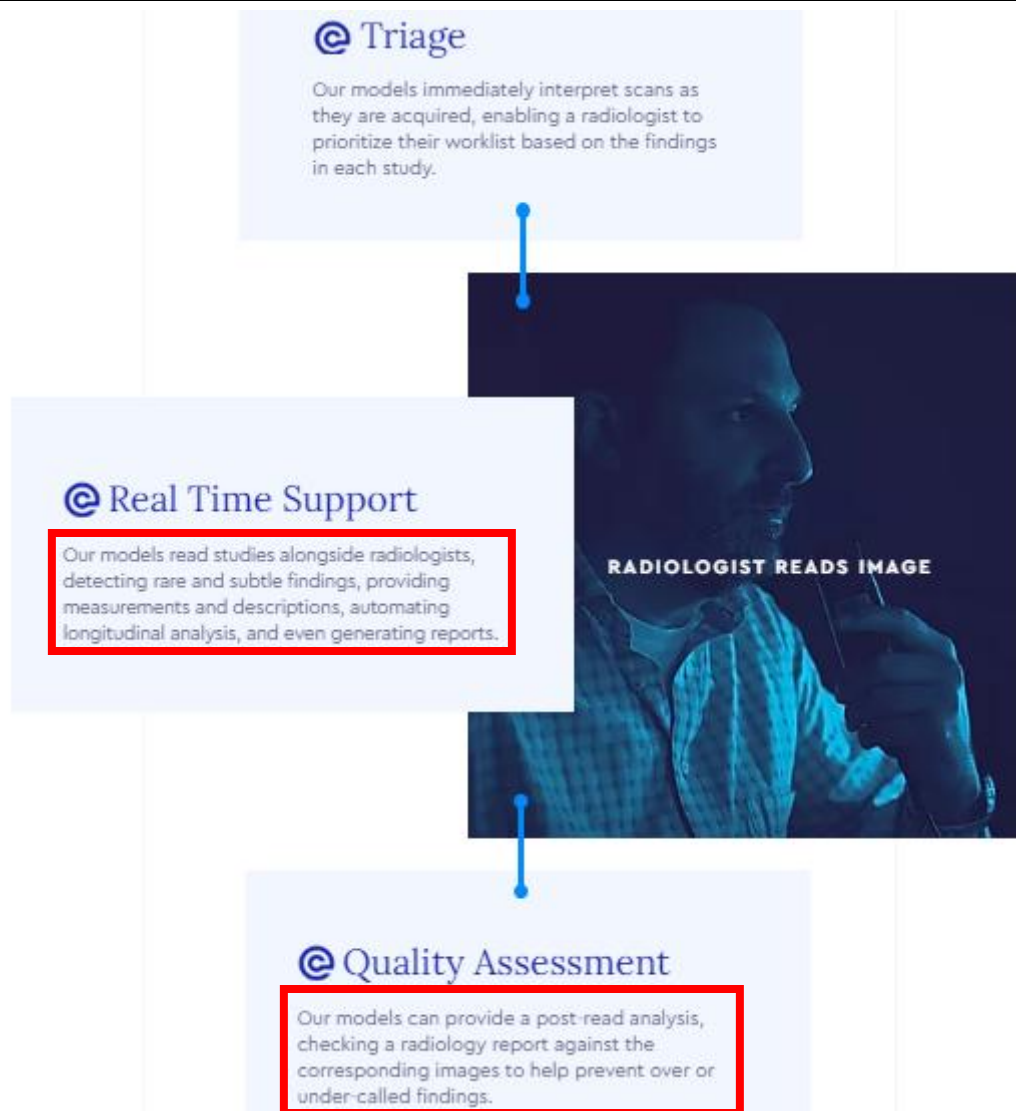 Triage
Our models immediately interpret scans as
they are acquired, enabling a radiologist to
prioritize their worklist based on the findings
in each study.
Real Time Support
Our models read studies alongside radiologists,
detecting rare and subtle findings, providing
measurements and descriptions, automating
longitudinal analysis, and even generating reports.
RADIOLOGIST READS IMAGE
Quality Assessment
Our models can provide a post-read analysis,
checking a radiology report against the
corresponding images to help prevent over or
under-called findings.